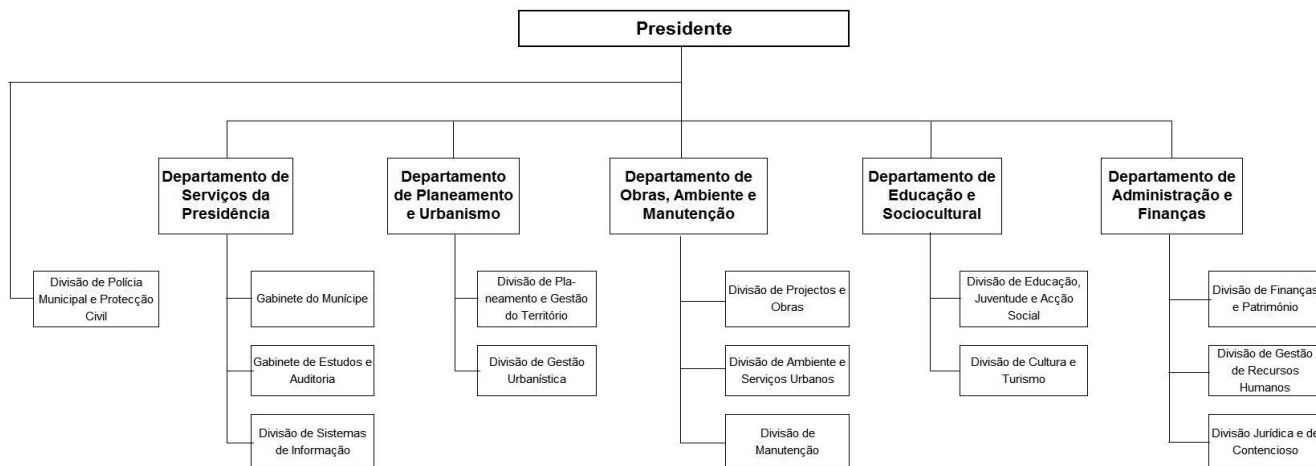 Presidente
Departamento de
Serviços da
Presidência
Departamento
de Planeamento
e Urbanismo
Departamento de
Obras, Ambiente e
Manutenção
Departamento de
Educação e
Sociocultural
Departamento de
Administração e
Finanças
Divisão de Polícia
Municipal e Protecção
Civil
Gabinete do Munícipe
Divisão de Pla-
neamento e Gestão
do Território
Divisão de Projectos e
Obras
Divisão de Educação,
Juventude e Acção
Social
Divisão de Finanças
e Património
Gabinete de Estudos e
Auditoria
Divisão de Gestão
Urbanística
Divisão de Ambiente e
Serviços Urbanos
Divisão de Cultura e
Turismo
Divisão de Gestão
de Recursos
Humanos
Divisão de Sistemas
de Informação
Divisão de
Manutenção
Divisão Jurídica e de
Contencioso